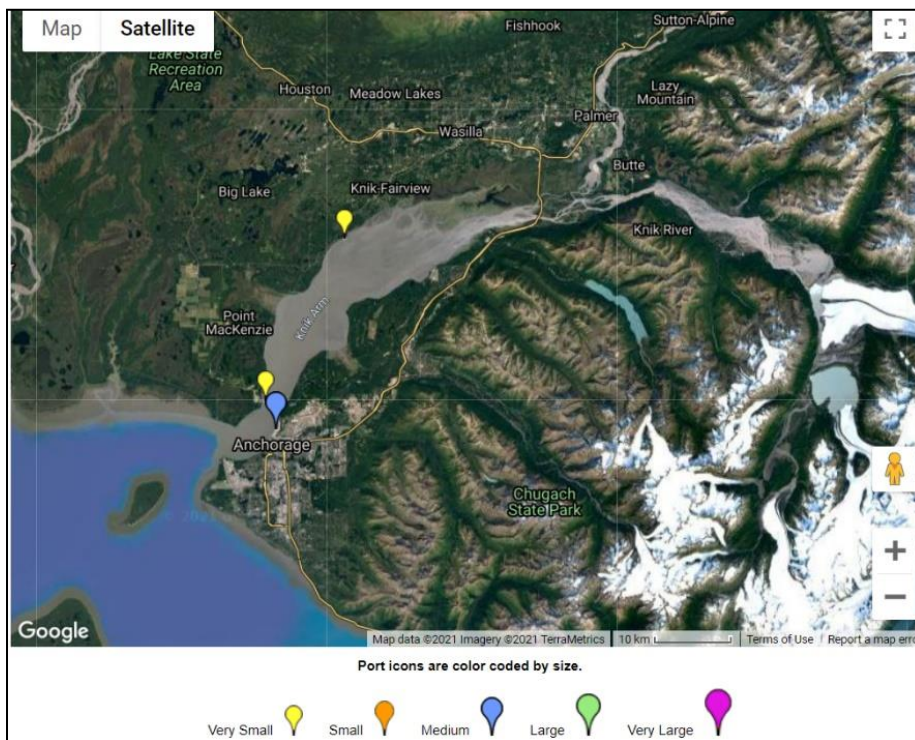 Map
Satellite
Fishhook
Sutton-Alpine
Lake State
Recreation
Area
Houston
Meadow Lakes
Lazy
Mountain
Palmer
Wasilla
Butte
Big Lake
Knik-Fairview
Knik River
Point
MacKenzie
Knik Arm
Anchorage
Chugach
State Park
© 2021
Google
Map data ©2021 Imagery ©2021 TerraMetrics
10 km
Terms of Use
Report a map erro
Port icons are color coded by size.
Very Small
Small
Medium
Large
Very Large